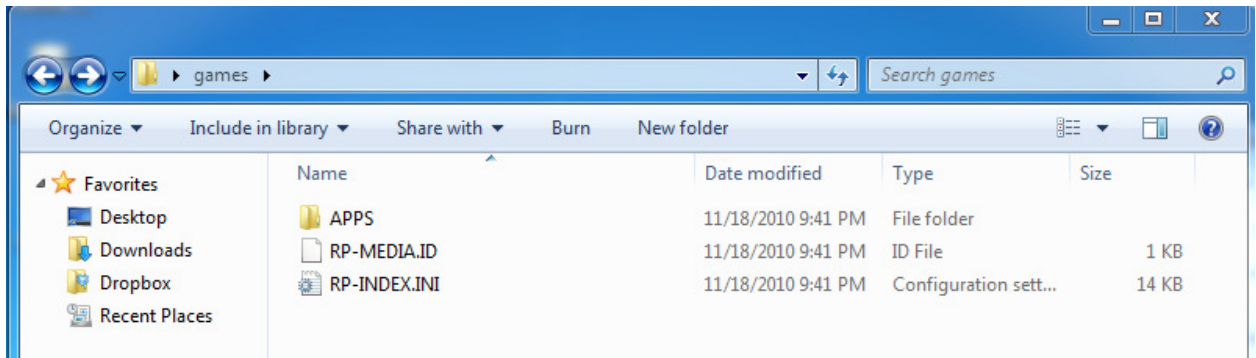 games
Search games
Organize Include in library Share with Burn New folder
Favorites
Desktop
Downloads
Dropbox
Recent Places
Name Date modified Type Size
APPS 11/18/2010 9:41 PM File folder
RP-MEDIA.ID 11/18/2010 9:41 PM ID File 1 KB
RP-INDEX.INI 11/18/2010 9:41 PM Configuration sett... 14 KB